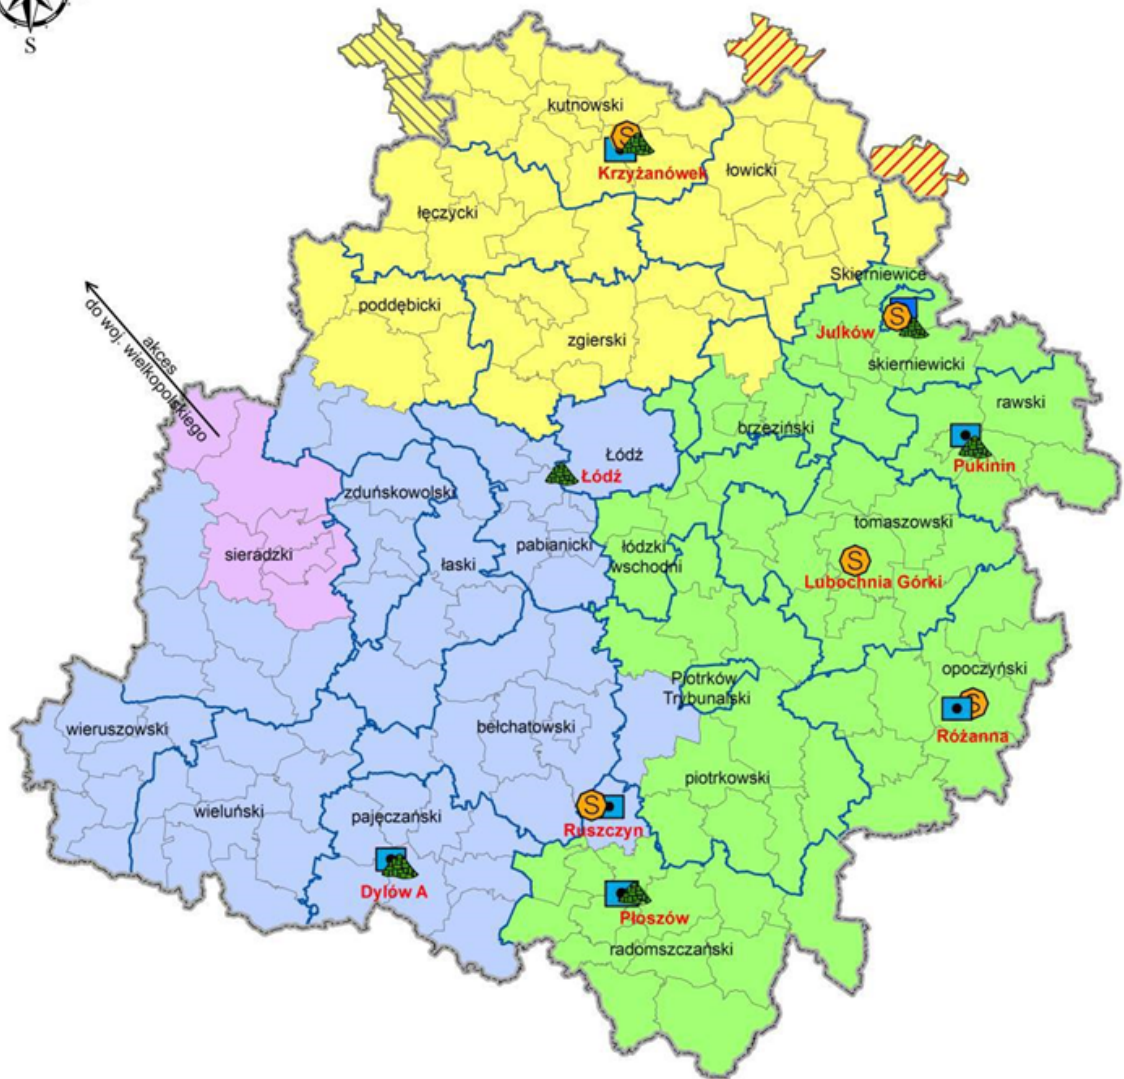 S
kutnowski
S
Krzyżanówek
łowicki
łęczycki
Skierniewice
poddębicki
S
Julków
zgierski
akces
do woj. wielkopolskiego
skierniewicki
rawski
brzeziński
Łódź
Łódź
Pukinin
zduńskowolski
tomaszowski
sieradzki
łaski
pabianicki
łódzki
wschodni
S
Lubochnia Górki
opoczyński
Piotrków
Trybunalski
S
Różanna
wieruszowski
bełchatowski
piotrkowski
wieluński
pajęczański
S
Ruszczyn
Dylów A
Płoszów
radomszczański